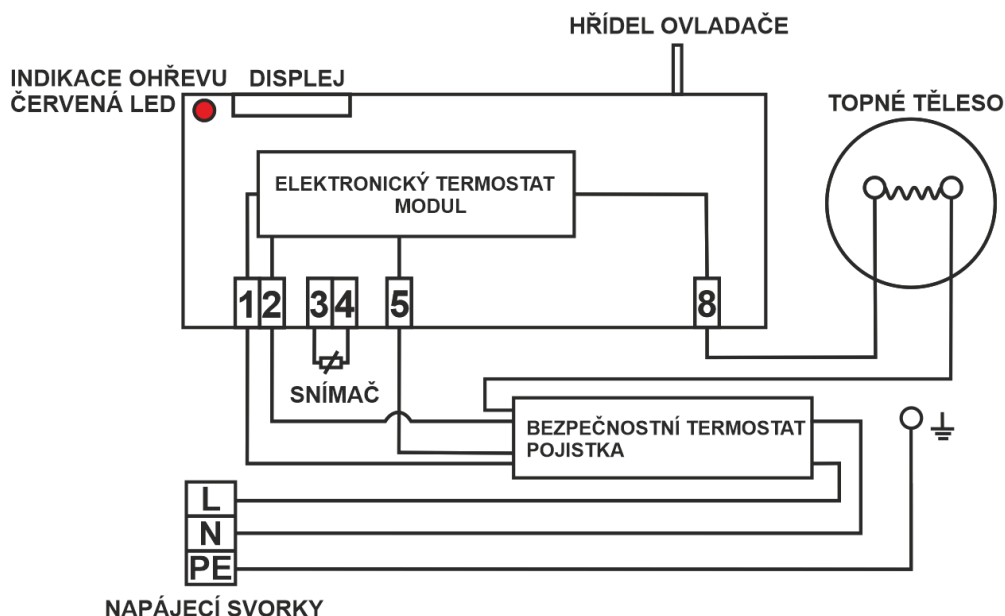 HŘÍDEL OVLADAČE
INDIKACE OHŘEVU
ČERVENÁ LED
DISPLEJ
TOPNÉ TĚLESO
ELEKTRONICKÝ TERMOSTAT
MODUL
1 2 3 4 5 8
SNÍMAČ
BEZPEČNOSTNÍ TERMOSTAT
POJISTKA
L
N
PE
NAPÁJECÍ SVORKY